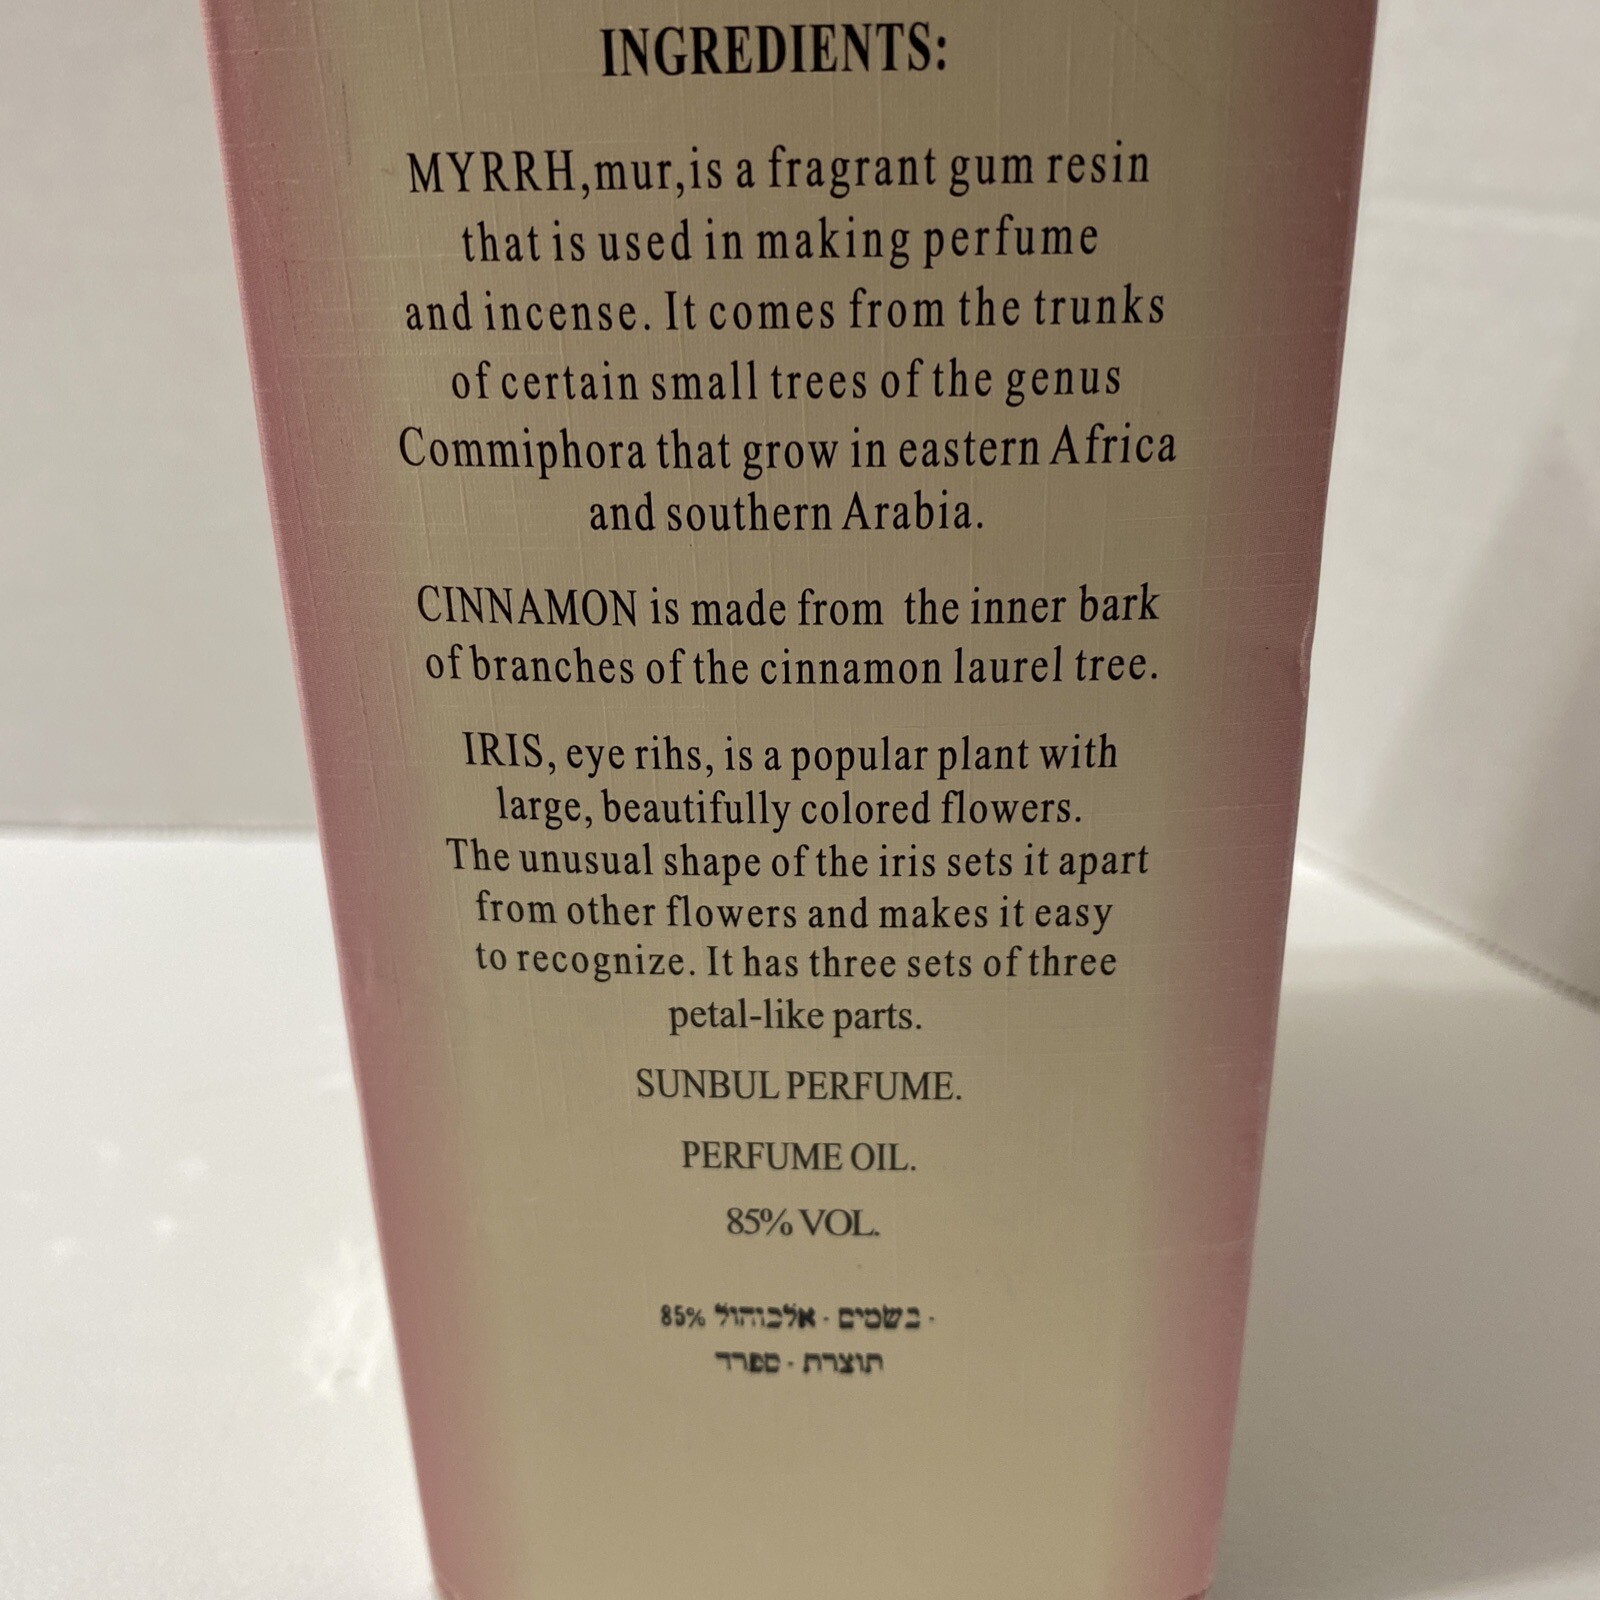 INGREDIENTS:
MYRRH,mur,is a fragrant gum resin
that is used in making perfume
and incense. It comes from the trunks
of certain small trees of the genus
Commiphora that grow in eastern Africa
and southern Arabia.
CINNAMON is made from the inner bark
of branches of the cinnamon laurel tree.
IRIS, eye rihs, is a popular plant with
large, beautifully colored flowers.
The unusual shape of the iris sets it apart
from other flowers and makes it easy
to recognize. It has three sets of three
petal-like parts.
SUNBUL PERFUME.
PERFUME OIL.
85% VOL.
· בשמים · אלכוהול 85%
תוצרת · ספרד